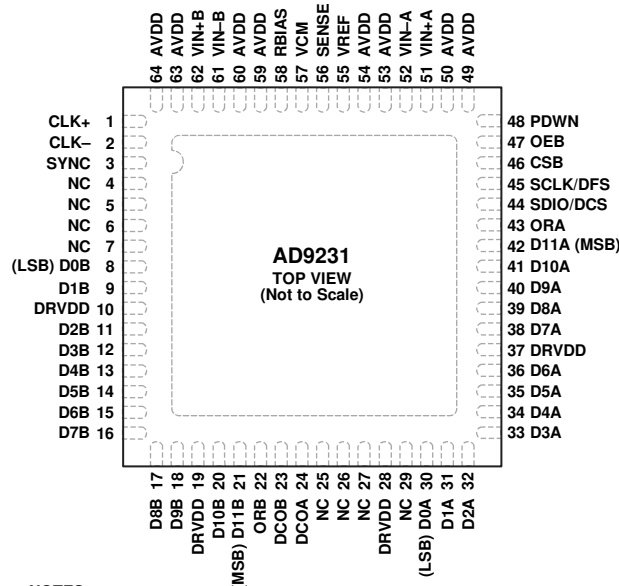 64 AVDD
63 AVDD
62 VIN+B
61 VIN–B
60 AVDD
59 AVDD
58 RBIAS
57 VCM
56 SENSE
55 VREF
54 AVDD
53 AVDD
52 VIN–A
51 VIN+A
50 AVDD
49 AVDD
CLK+ 1
CLK– 2
SYNC 3
NC 4
NC 5
NC 6
NC 7
(LSB) D0B 8
D1B 9
DRVDD 10
D2B 11
D3B 12
D4B 13
D5B 14
D6B 15
D7B 16
AD9231
TOP VIEW
(Not to Scale)
48 PDWN
47 OEB
46 CSB
45 SCLK/DFS
44 SDIO/DCS
43 ORA
42 D11A (MSB)
41 D10A
40 D9A
39 D8A
38 D7A
37 DRVDD
36 D6A
35 D5A
34 D4A
33 D3A
D8B 17
D9B 18
DRVDD 19
D10B 20
(MSB) D11B 21
ORB 22
DCOB 23
DCOA 24
NC 25
NC 26
NC 27
DRVDD 28
NC 29
(LSB) D0A 30
D1A 31
D2A 32